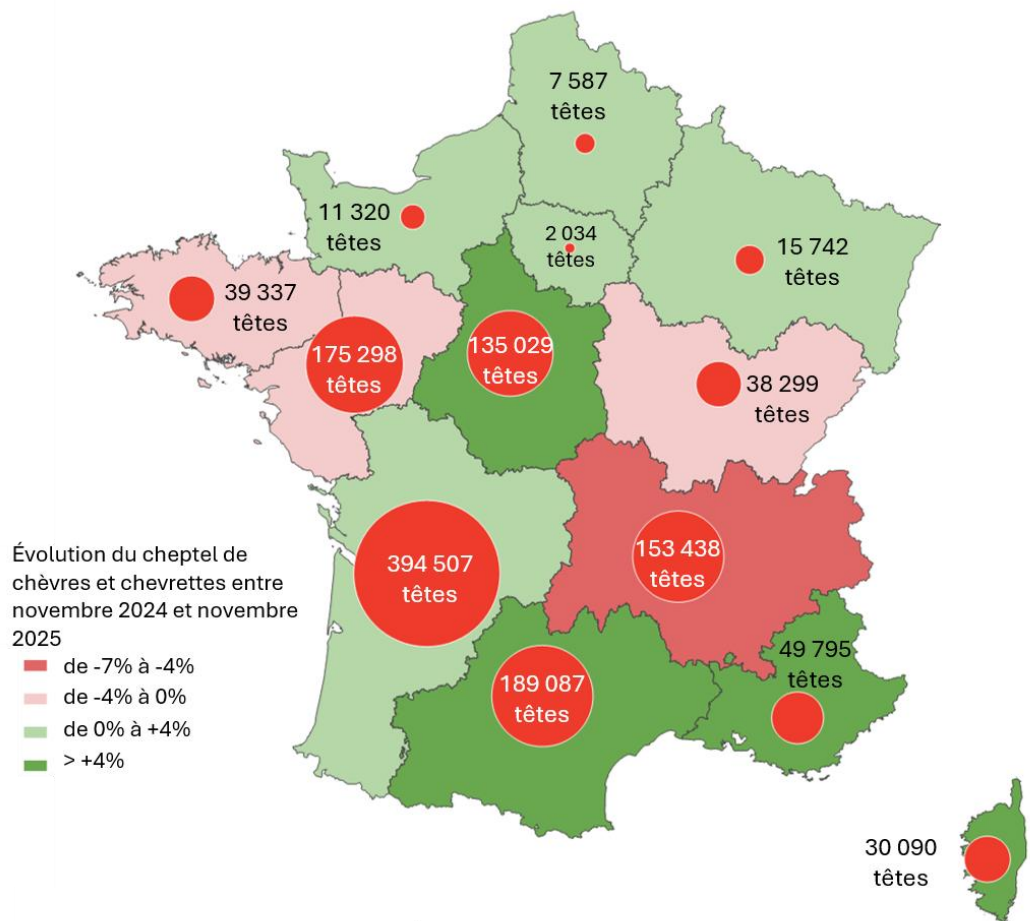 7 587
têtes
11 320
têtes
2 034
têtes
15 742
têtes
39 337
têtes
175 298
têtes
135 029
têtes
38 299
têtes
394 507
têtes
153 438
têtes
Évolution du cheptel de
chèvres et chevrettes entre
novembre 2024 et novembre
2025
de -7% à -4%
de -4% à 0%
de 0% à +4%
> +4%
189 087
têtes
49 795
têtes
30 090
têtes